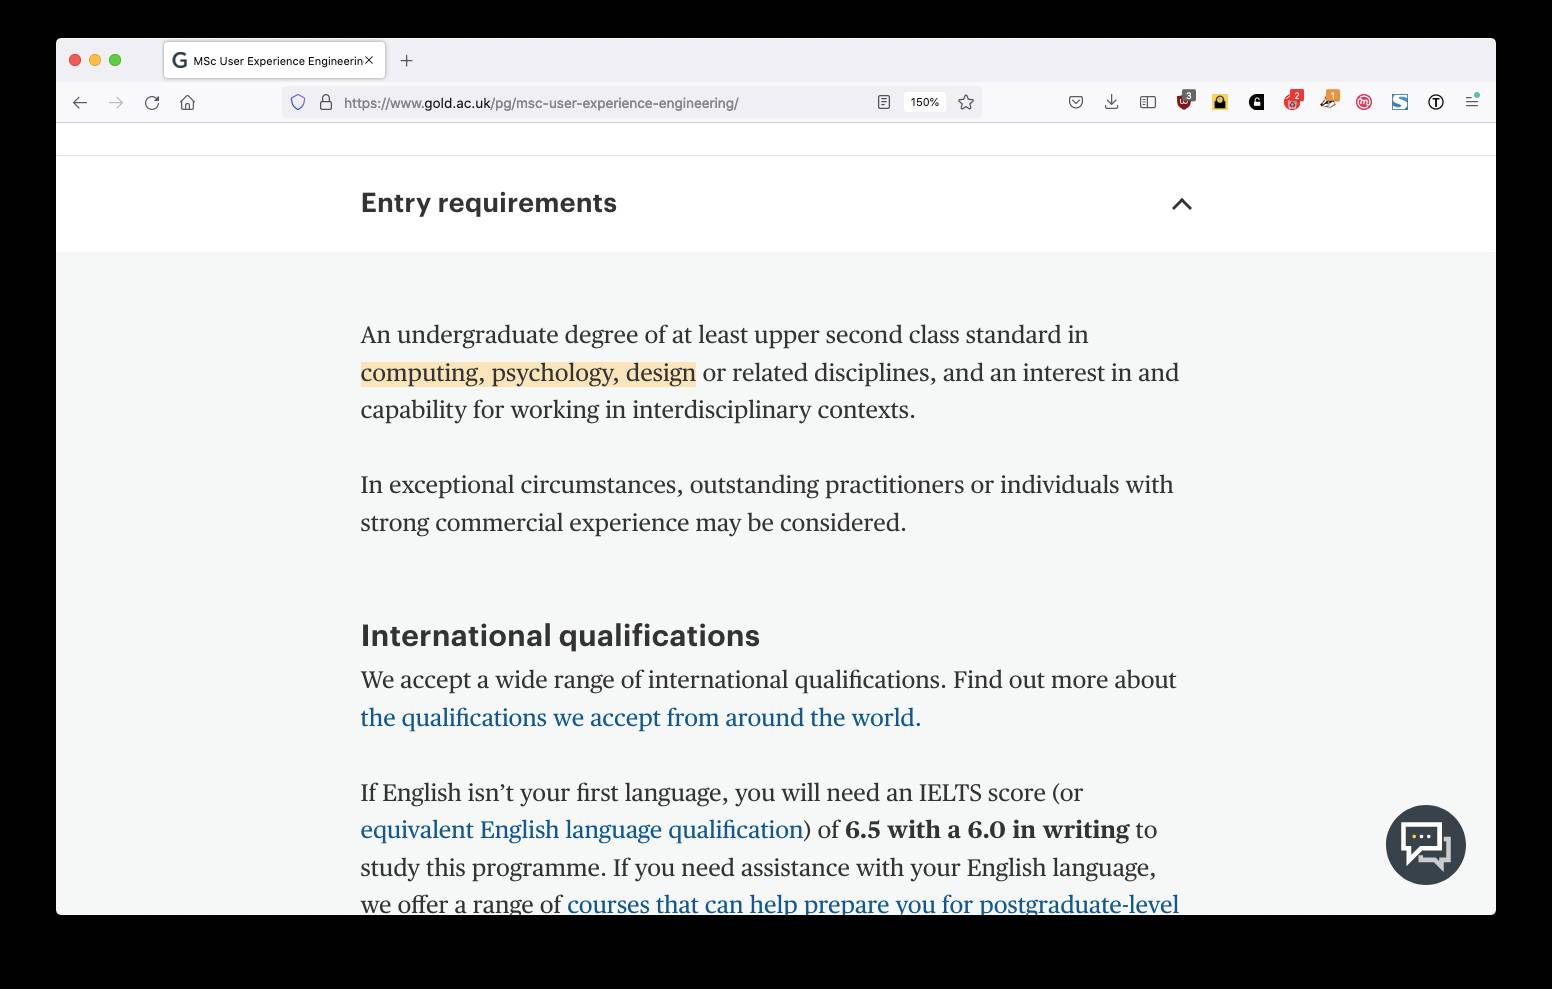 G MSc User Experience Engineerin
https://www.gold.ac.uk/pg/msc-user-experience-engineering/
150%
3
2
1
Entry requirements
An undergraduate degree of at least upper second class standard in
computing, psychology, design or related disciplines, and an interest in and
capability for working in interdisciplinary contexts.
In exceptional circumstances, outstanding practitioners or individuals with
strong commercial experience may be considered.
International qualifications
We accept a wide range of international qualifications. Find out more about
the qualifications we accept from around the world.
If English isn’t your first language, you will need an IELTS score (or
equivalent English language qualification) of 6.5 with a 6.0 in writing to
study this programme. If you need assistance with your English language,
we offer a range of courses that can help prepare you for postgraduate-level